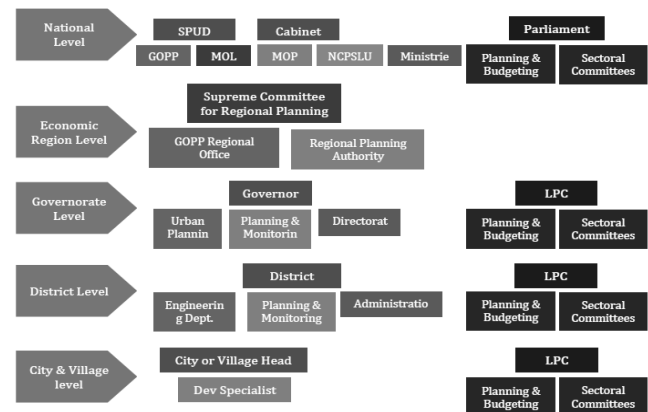 National
Level
SPUD
Cabinet
Parliament
GOPP
MOL
MOP
NCPSLU
Ministrie
Planning &
Budgeting
Sectoral
Committees
Economic
Region Level
Supreme Committee
for Regional Planning
GOPP Regional
Office
Regional Planning
Authority
Governorate
Level
Governor
LPC
Urban
Plannin
Planning &
Monitorin
Directorat
Planning &
Budgeting
Sectoral
Committees
District Level
District
LPC
Engineerin
g Dept.
Planning &
Monitoring
Administratio
Planning &
Budgeting
Sectoral
Committees
City & Village
level
City or Village Head
LPC
Dev Specialist
Planning &
Budgeting
Sectoral
Committees